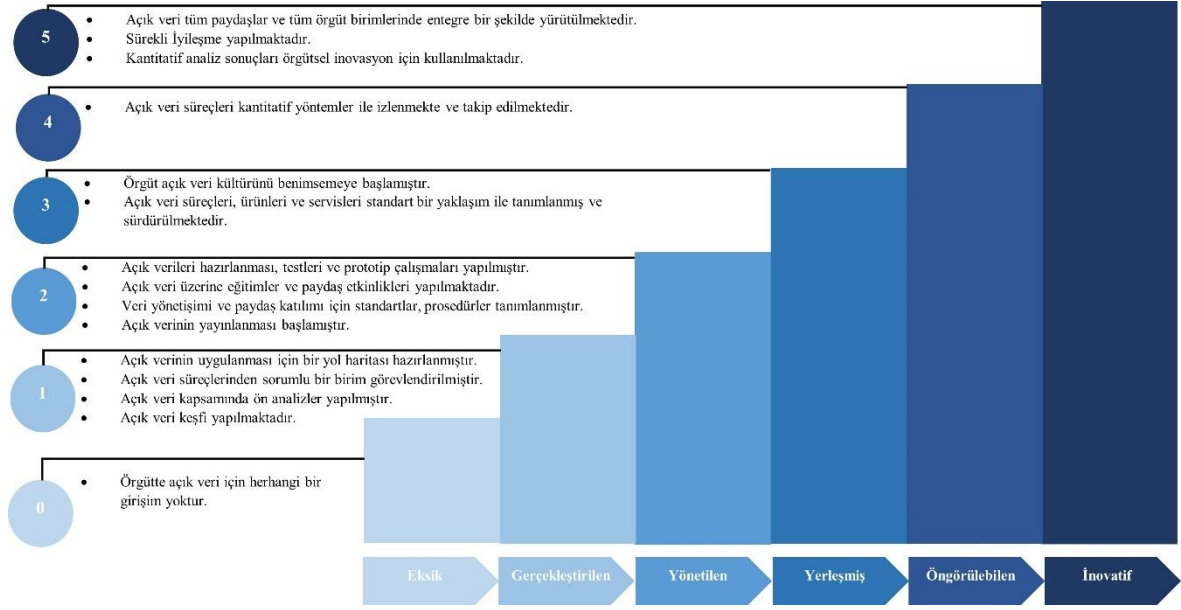 5
• Açık veri tüm paydaşlar ve tüm örgüt birimlerinde entegre bir şekilde yürütülmektedir.
• Sürekli İyileşme yapılmaktadır.
• Kantitatif analiz sonuçları örgütsel inovasyon için kullanılmaktadır.
4
• Açık veri süreçleri kantitatif yöntemler ile izlenmekte ve takip edilmektedir.
3
• Örgüt açık veri kültürünü benimsemeye başlamıştır.
• Açık veri süreçleri, ürünleri ve servisleri standart bir yaklaşım ile tanımlanmış ve
sürdürülmektedir.
2
• Açık verileri hazırlanması, testleri ve prototip çalışmaları yapılmıştır.
• Açık veri üzerine eğitimler ve paydaş etkinlikleri yapılmaktadır.
• Veri yönetişimi ve paydaş katılımı için standartlar, prosedürler tanımlanmıştır.
• Açık verinin yayınlanması başlamıştır.
1
• Açık verinin uygulanması için bir yol haritası hazırlanmıştır.
• Açık veri süreçlerinden sorumlu bir birim görevlendirilmiştir.
• Açık veri kapsamında ön analizler yapılmıştır.
• Açık veri keşfi yapılmaktadır.
0
• Örgütte açık veri için herhangi bir
girişim yoktur.
Eksik Gerçekleştirilen Yönetilen Yerleşmiş Öngörülebilen İnovatif